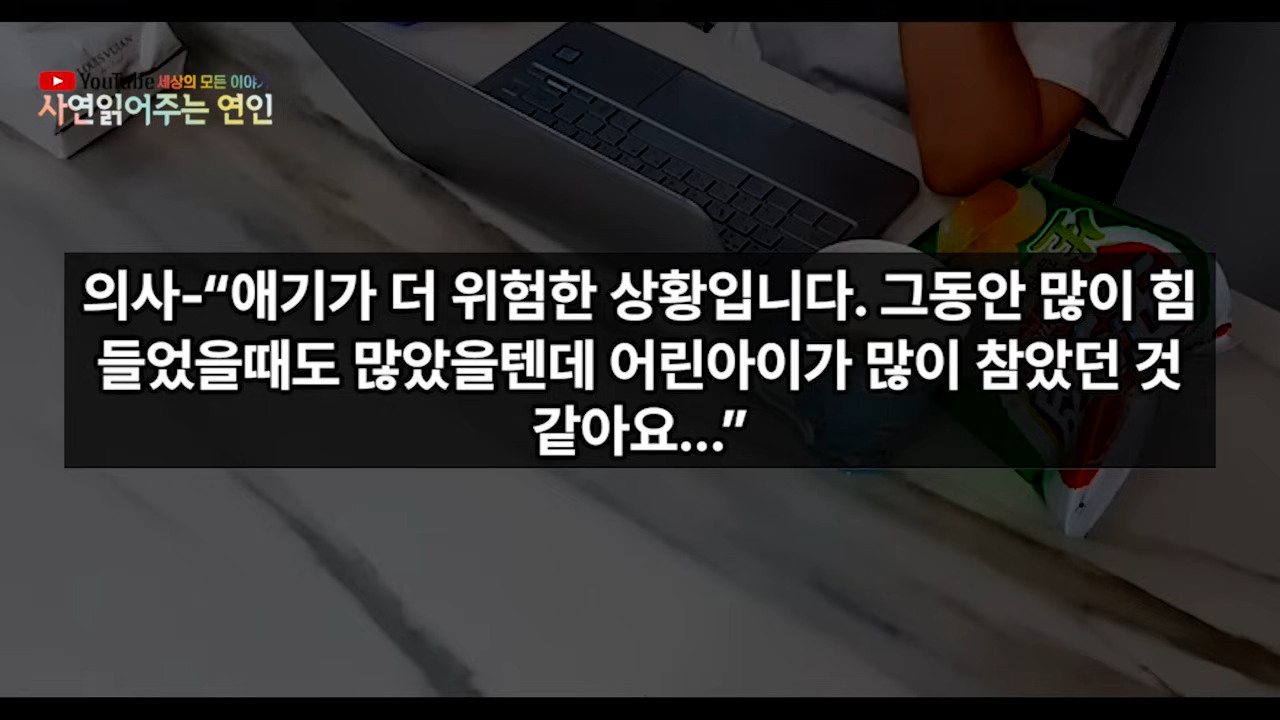 YouTube 세상의 모든 이야기
사연읽어주는 연인
의사-“애기가 더 위험한 상황입니다. 그동안 많이 힘
들었을때도 많았을텐데 어린아이가 많이 참았던 것
같아요...”